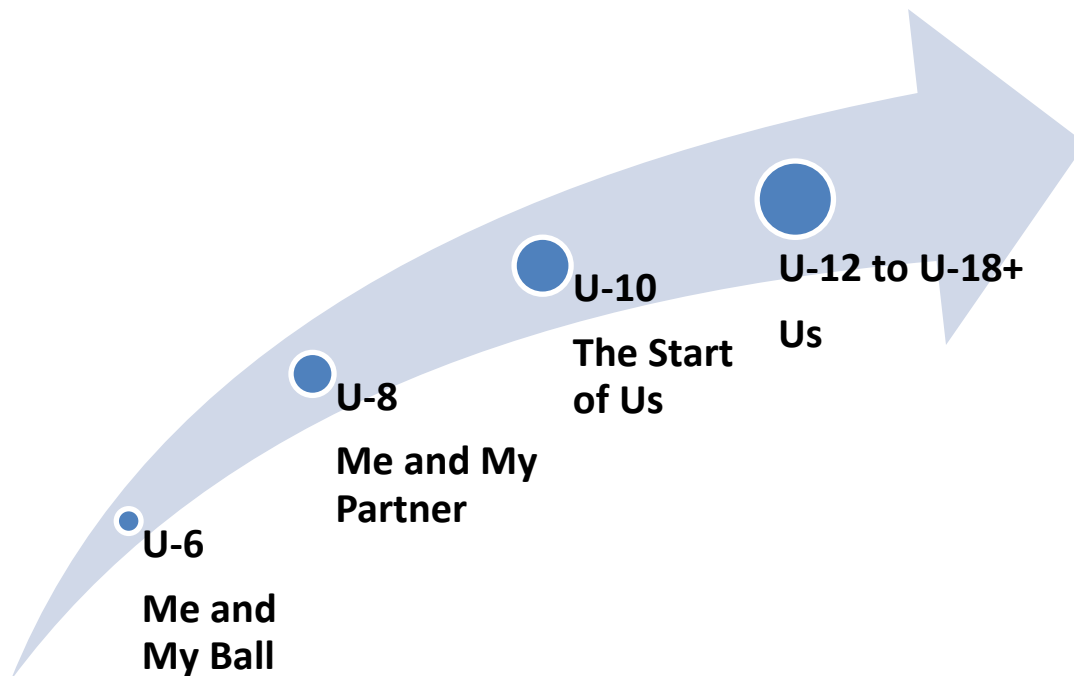 U-6
Me and
My Ball
U-8
Me and My
Partner
U-10
The Start
of Us
U-12 to U-18+
Us